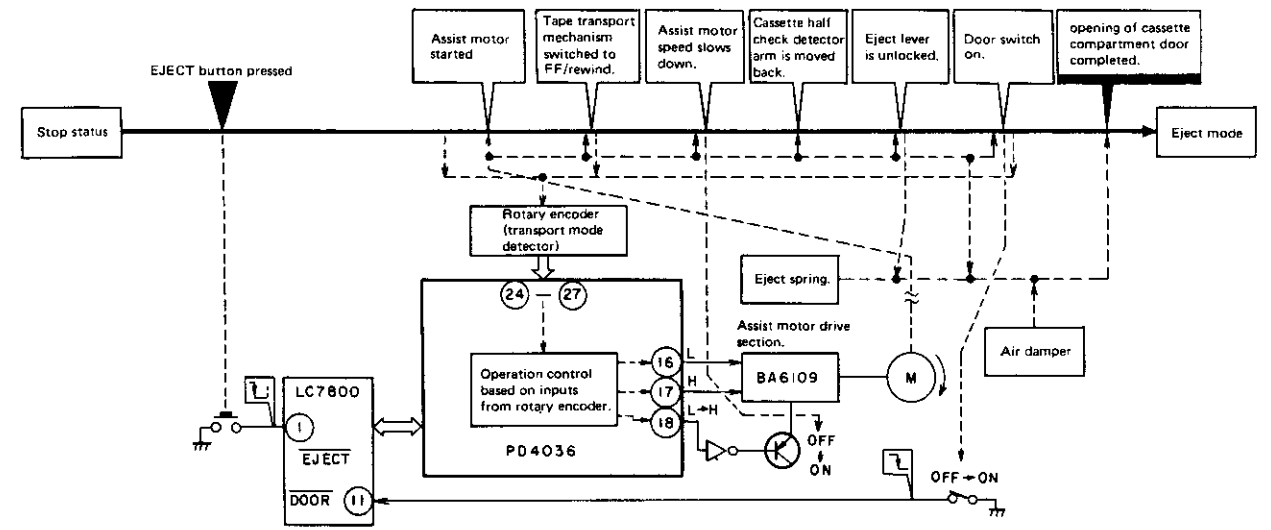 EJECT button pressed
Stop status
Assist motor
started
Tape transport
mechanism
switched to
FF/rewind.
Assist motor
speed slows
down.
Cassette half
check detector
arm is moved
back.
Eject lever
is unlocked.
Door switch
on.
opening of cassette
compartment door
completed.
Eject mode
Rotary encoder
(transport mode
detector)
24 — 27
Eject spring.
Air damper
Assist motor drive
section.
Operation control
based on inputs
from rotary encoder.
16 L
17 H
18 L→H
BA6109
M
PD4036
LC7800
1
EJECT
DOOR 11
OFF
ON
OFF → ON